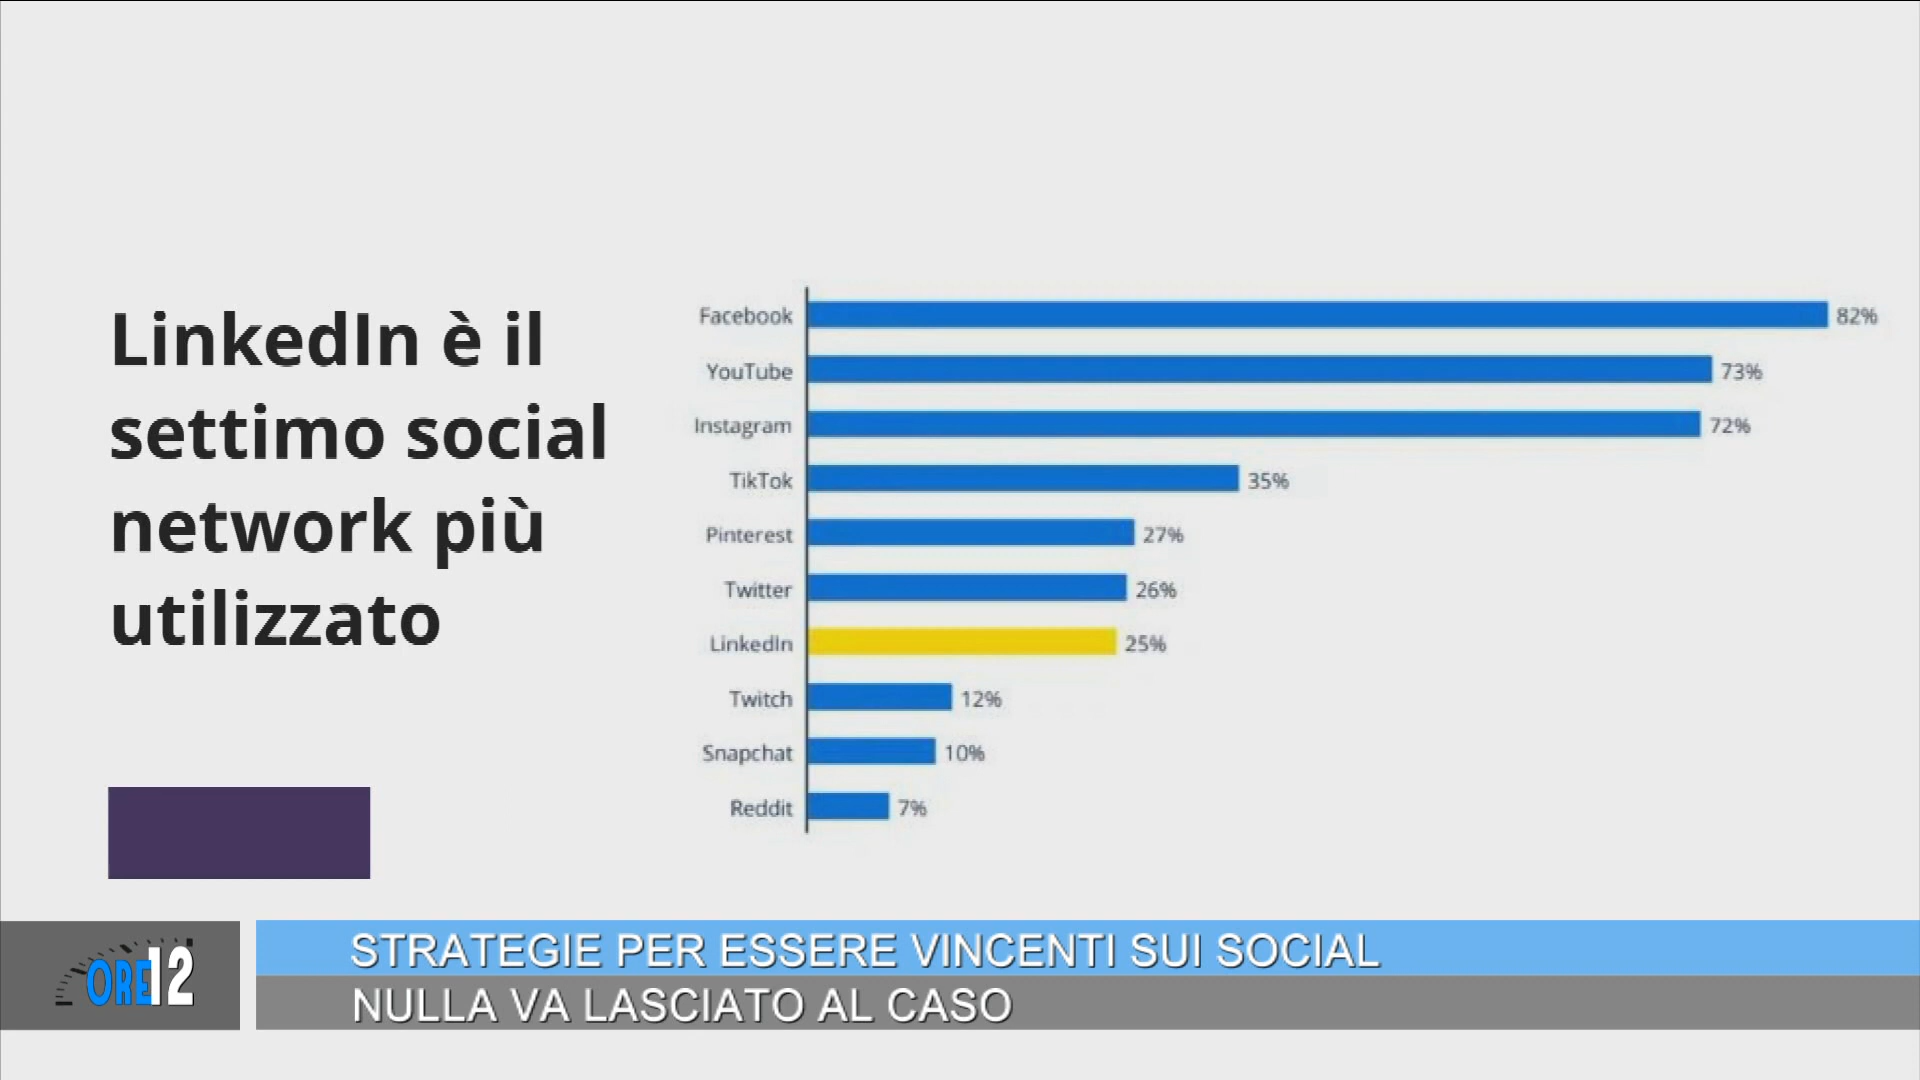 LinkedIn è il
settimo social
network più
utilizzato
Facebook 82%
YouTube 73%
Instagram 72%
TikTok 35%
Pinterest 27%
Twitter 26%
LinkedIn 25%
Twitch 12%
Snapchat 10%
Reddit 7%
ORE12
STRATEGIE PER ESSERE VINCENTI SUI SOCIAL
NULLA VA LASCIATO AL CASO